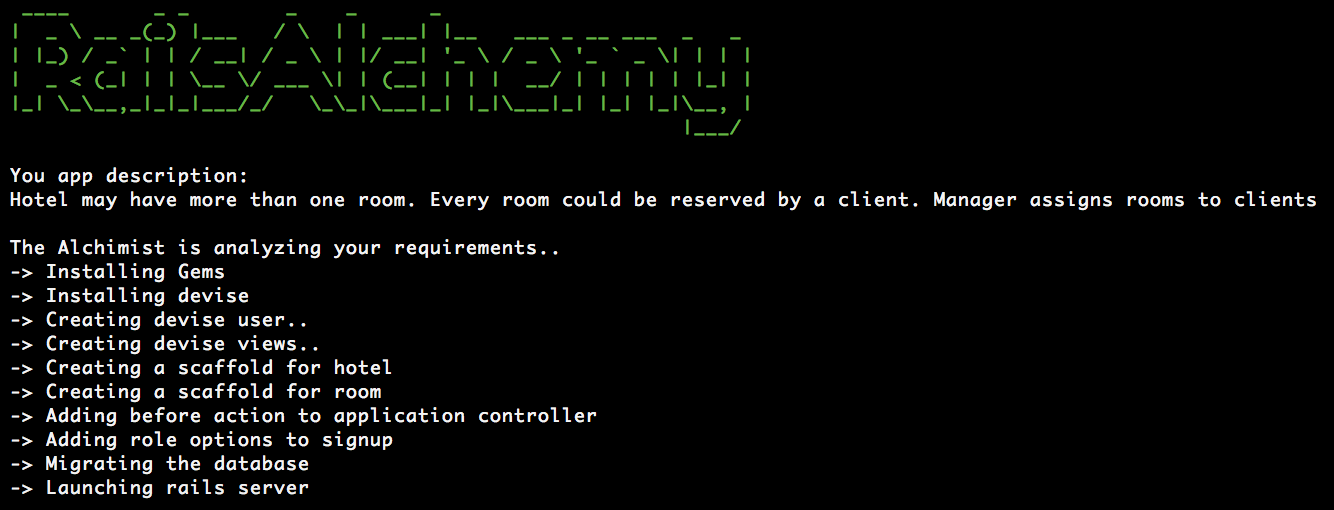 RailsAlchemy
You app description:
Hotel may have more than one room. Every room could be reserved by a client. Manager assigns rooms to clients
The Alchimist is analyzing your requirements..
-> Installing Gems
-> Installing devise
-> Creating devise user..
-> Creating devise views..
-> Creating a scaffold for hotel
-> Creating a scaffold for room
-> Adding before action to application controller
-> Adding role options to signup
-> Migrating the database
-> Launching rails server